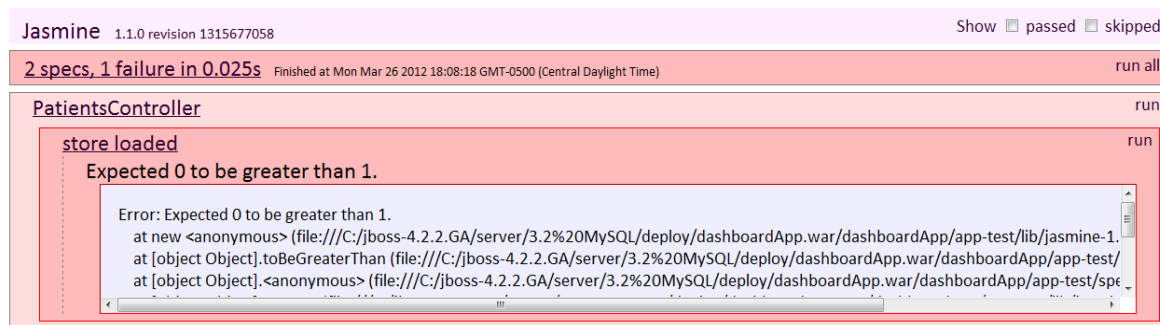 Jasmine 1.1.0 revision 1315677058 Show passed skipped
2 specs, 1 failure in 0.025s Finished at Mon Mar 26 2012 18:08:18 GMT-0500 (Central Daylight Time) run all
PatientsController run
store loaded run
Expected 0 to be greater than 1.
Error: Expected 0 to be greater than 1.
at new <anonymous> (file:///C:/jboss-4.2.2.GA/server/3.2%20MySQL/deploy/dashboardApp.war/dashboardApp/app-test/lib/jasmine-1.
at [object Object].toBeGreaterThan (file:///C:/jboss-4.2.2.GA/server/3.2%20MySQL/deploy/dashboardApp.war/dashboardApp/app-test/
at [object Object].<anonymous> (file:///C:/jboss-4.2.2.GA/server/3.2%20MySQL/deploy/dashboardApp.war/dashboardApp/app-test/spe